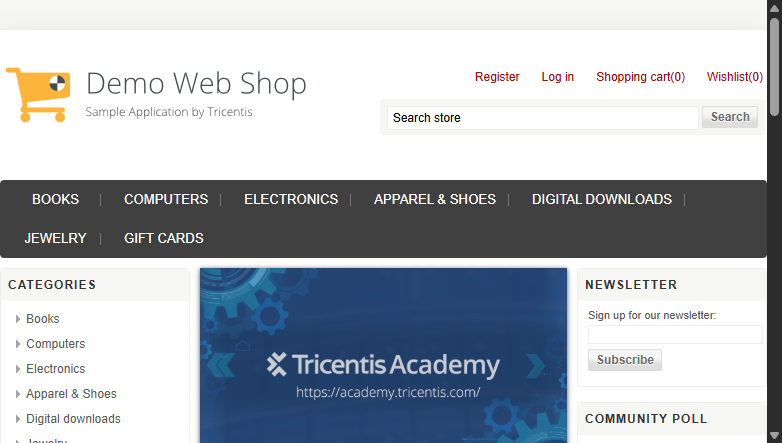 Demo Web Shop
Sample Application by Tricentis
Register Log in Shopping cart(0) Wishlist(0)
Search store Search
BOOKS COMPUTERS ELECTRONICS APPAREL & SHOES DIGITAL DOWNLOADS
JEWELRY GIFT CARDS
CATEGORIES
Books
Computers
Electronics
Apparel & Shoes
Digital downloads
Jewelry
Tricentis Academy
https://academy.tricentis.com/
NEWSLETTER
Sign up for our newsletter:
Subscribe
COMMUNITY POLL